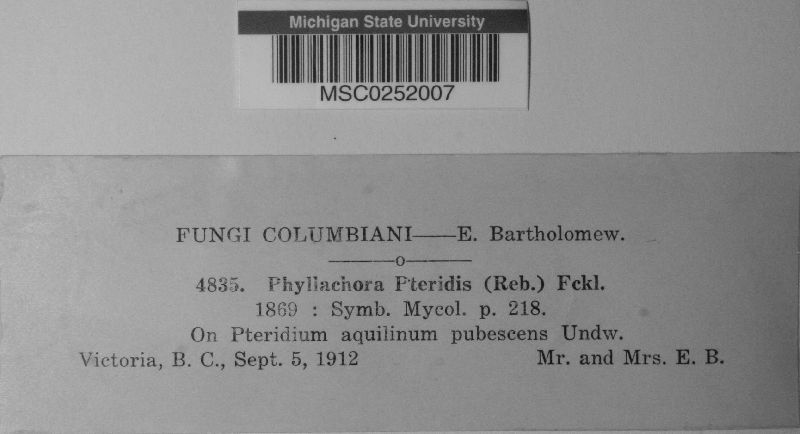 Michigan State University
MSC0252007
FUNGI COLUMBIANI——E. Bartholomew.
———o———
4835. Phyllachora Pteridis (Reb.) Fckl.
1869 : Symb. Mycol. p. 218.
On Pteridium aquilinum pubescens Undw.
Victoria, B. C., Sept. 5, 1912 Mr. and Mrs. E. B.